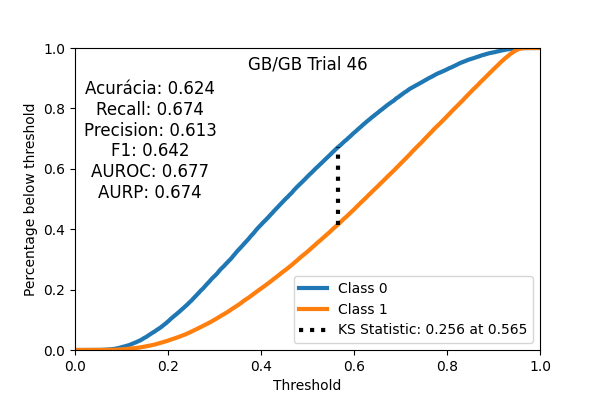 GB/GB Trial 46
Acurácia: 0.624
Recall: 0.674
Precision: 0.613
F1: 0.642
AUROC: 0.677
AURP: 0.674
Percentage below threshold
1.0
0.8
0.6
0.4
0.2
0.0
Class 0
Class 1
KS Statistic: 0.256 at 0.565
0.0 0.2 0.4 0.6 0.8 1.0
Threshold